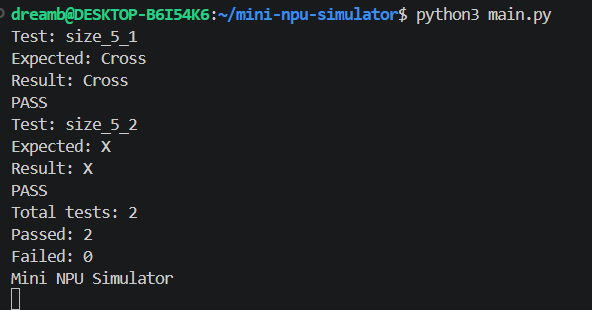 dreamb@DESKTOP-B6I54K6:~/mini-npu-simulator$ python3 main.py
Test: size_5_1
Expected: Cross
Result: Cross
PASS
Test: size_5_2
Expected: X
Result: X
PASS
Total tests: 2
Passed: 2
Failed: 0
Mini NPU Simulator